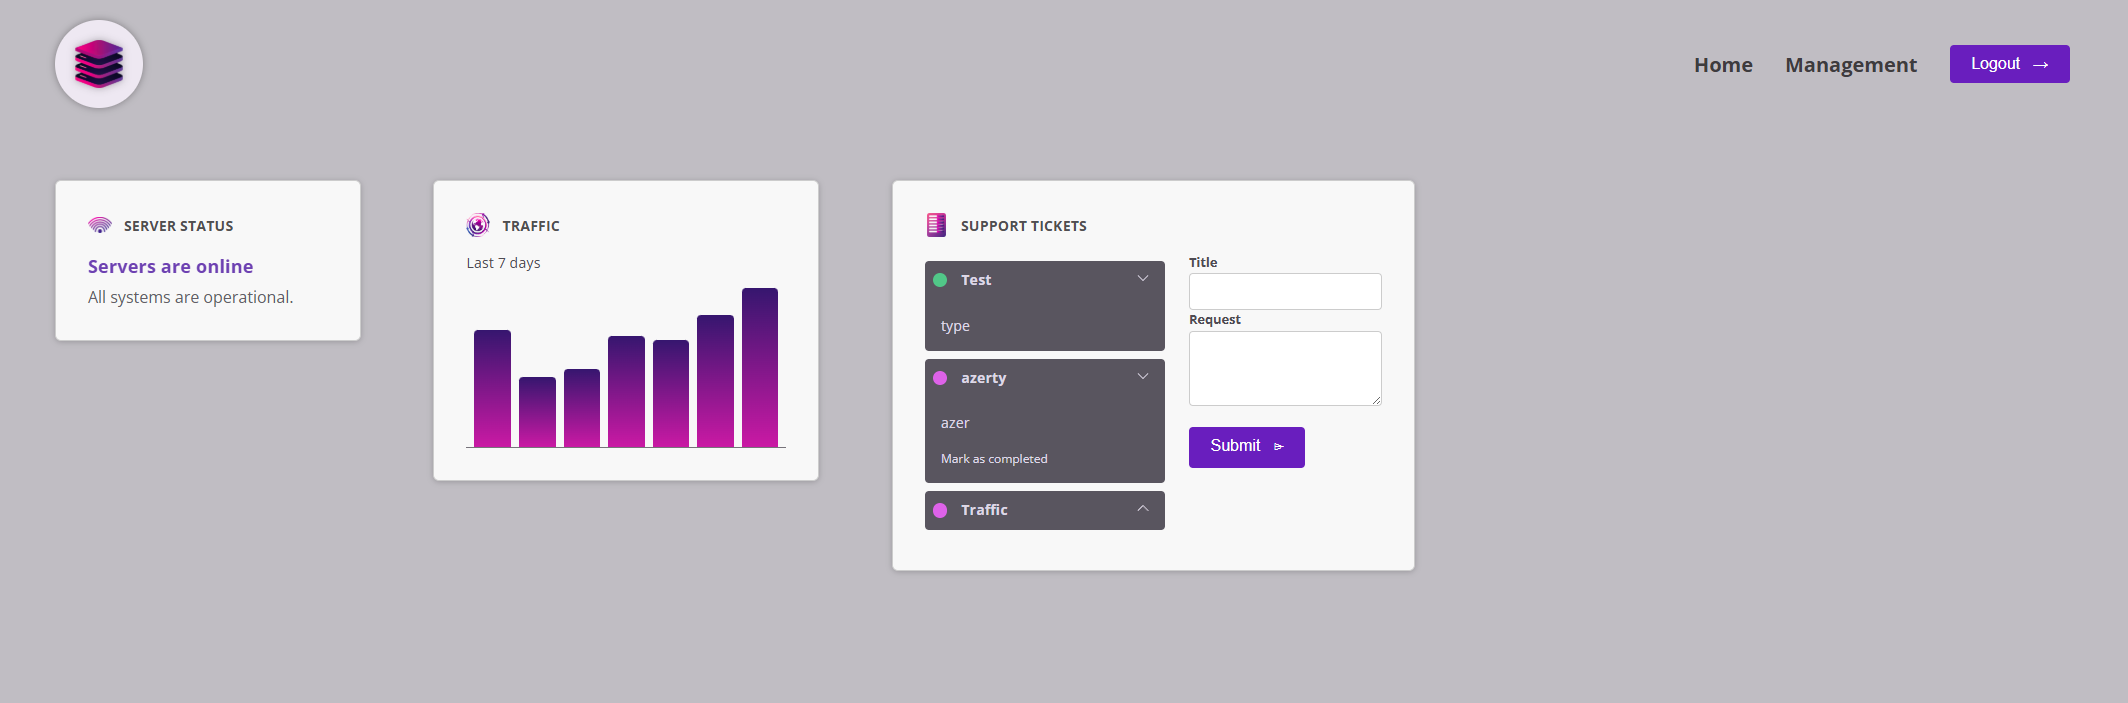 Home
Management
Logout
SERVER STATUS
Servers are online
All systems are operational.
TRAFFIC
Last 7 days
SUPPORT TICKETS
Test
type
azerty
azer
Mark as completed
Traffic
Title
Request
Submit